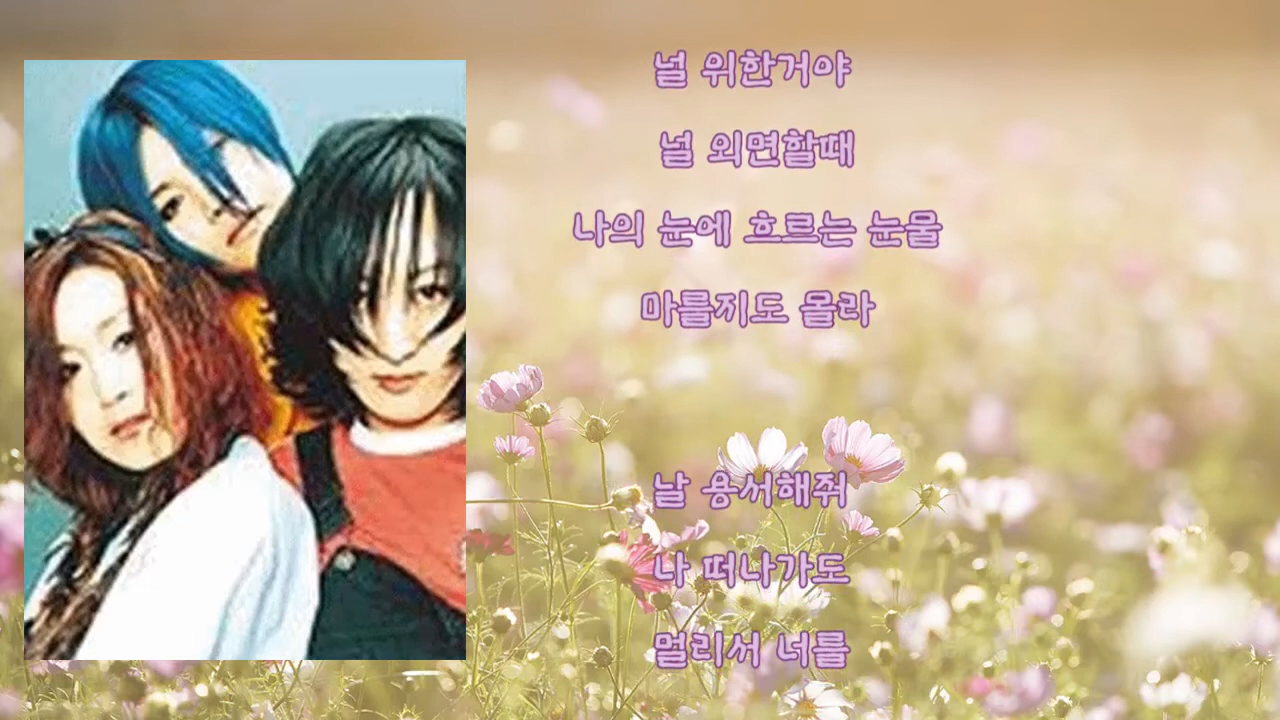 널 위한거야
널 외면할때
나의 눈에 흐르는 눈물
마를지도 몰라
날 용서해줘
나 떠나가도
멀리서 너를